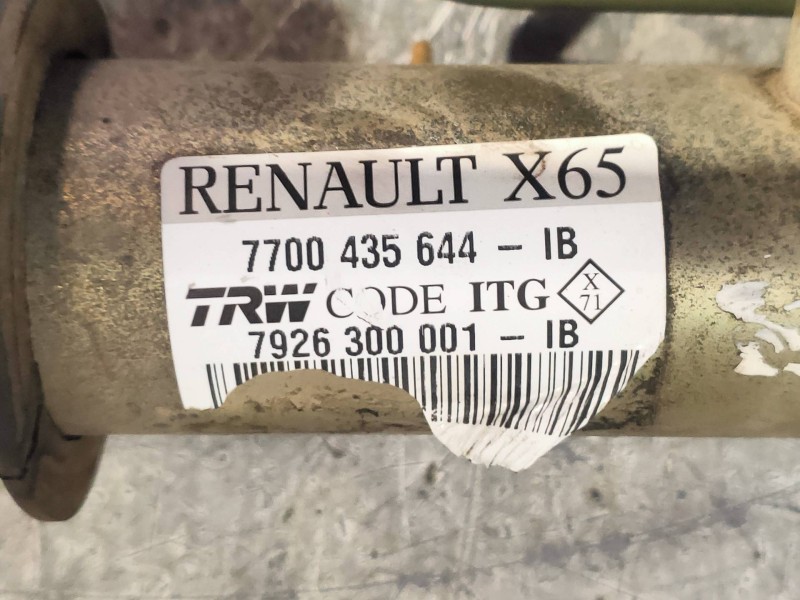 RENAULT X65
7700 435 644 - IB
TRW CODE ITG X 71
7926 300 001 - IB